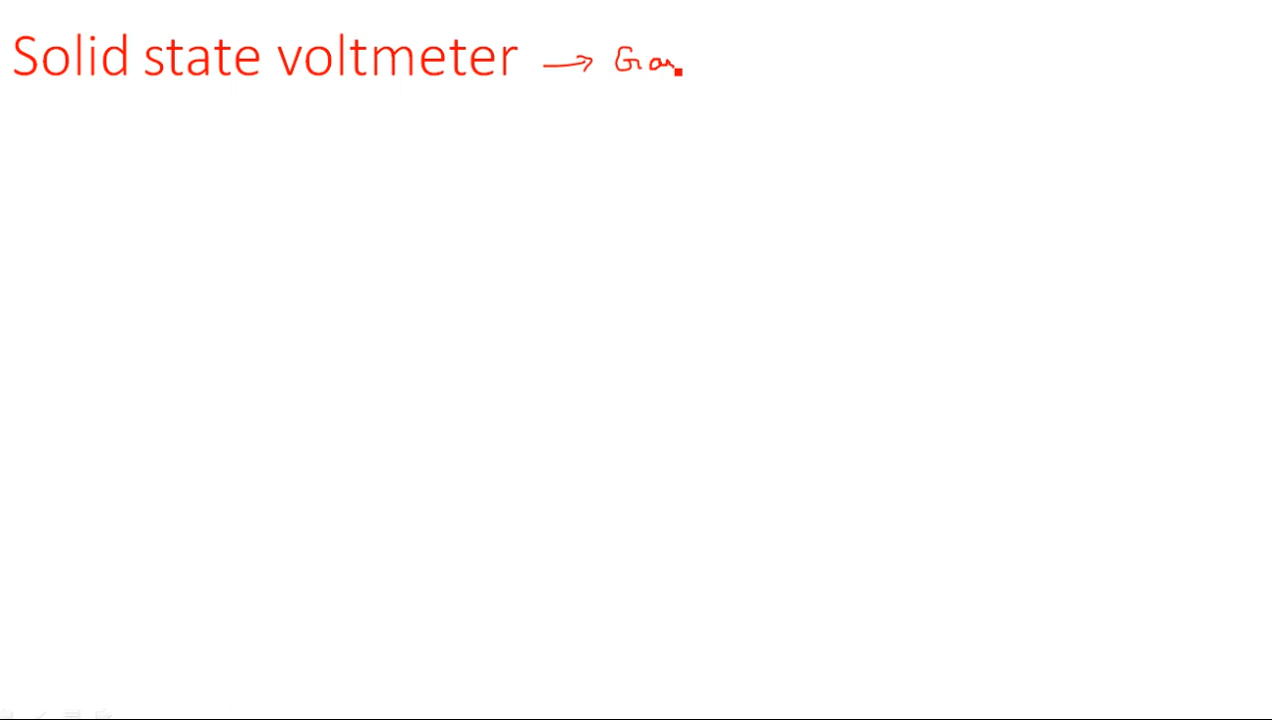 Solid state voltmeter →